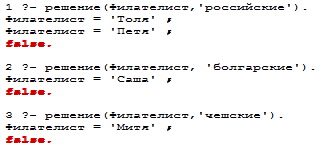 1 ?- решение(Филателист,'российские').
Филателист = 'Толя' ;
Филателист = 'Петя' ;
false.
2 ?- решение(Филателист, 'болгарские').
Филателист = 'Саша' ;
false.
3 ?- решение(Филателист,'чешские').
Филателист = 'Митя' ;
false.